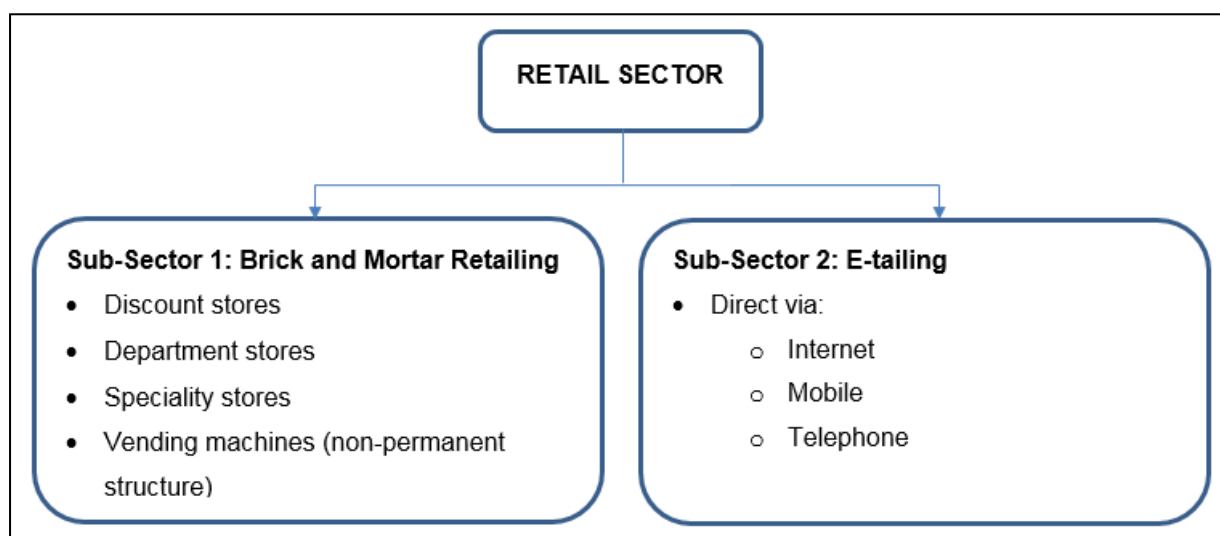 RETAIL SECTOR
Sub-Sector 1: Brick and Mortar Retailing
• Discount stores
• Department stores
• Speciality stores
• Vending machines (non-permanent
structure)
Sub-Sector 2: E-tailing
• Direct via:
o Internet
o Mobile
o Telephone